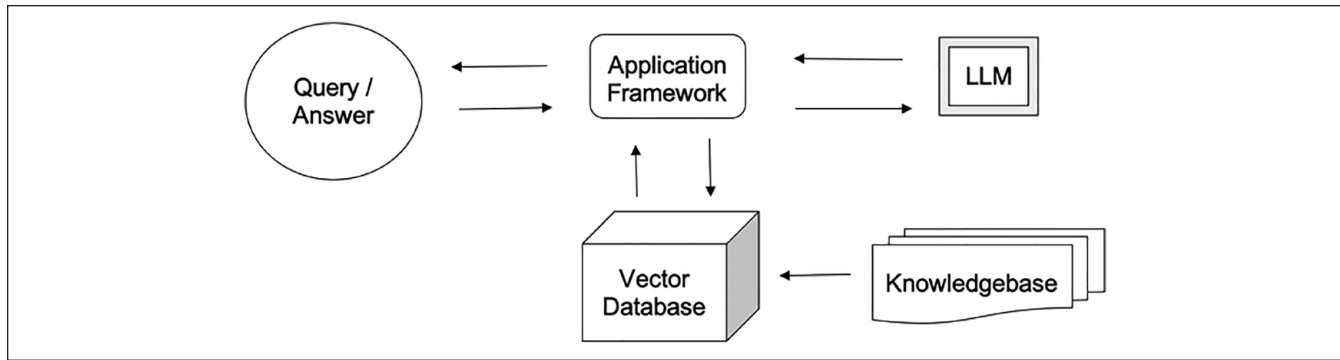 Query /
Answer
Application
Framework
LLM
Vector
Database
Knowledgebase